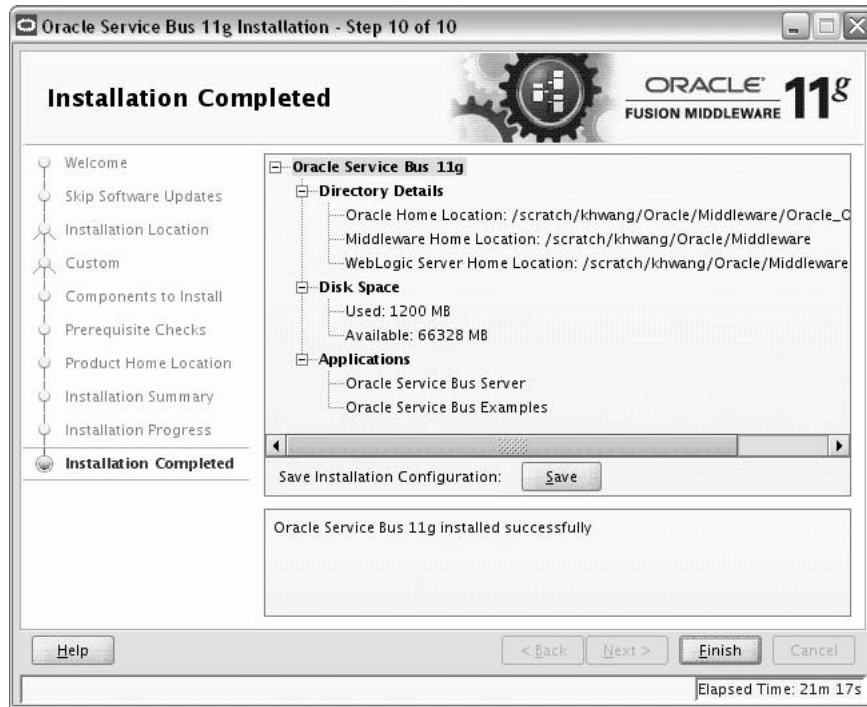 Oracle Service Bus 11g Installation - Step 10 of 10
Installation Completed
ORACLE
FUSION MIDDLEWARE 11g
Welcome
Skip Software Updates
Installation Location
Custom
Components to Install
Prerequisite Checks
Product Home Location
Installation Summary
Installation Progress
Installation Completed
Oracle Service Bus 11g
Directory Details
Oracle Home Location: /scratch/khwang/Oracle/Middleware/Oracle_O
Middleware Home Location: /scratch/khwang/Oracle/Middleware
WebLogic Server Home Location: /scratch/khwang/Oracle/Middleware
Disk Space
Used: 1200 MB
Available: 66328 MB
Applications
Oracle Service Bus Server
Oracle Service Bus Examples
Save Installation Configuration: Save
Oracle Service Bus 11g installed successfully
Help < Back Next > Finish Cancel
Elapsed Time: 21m 17s